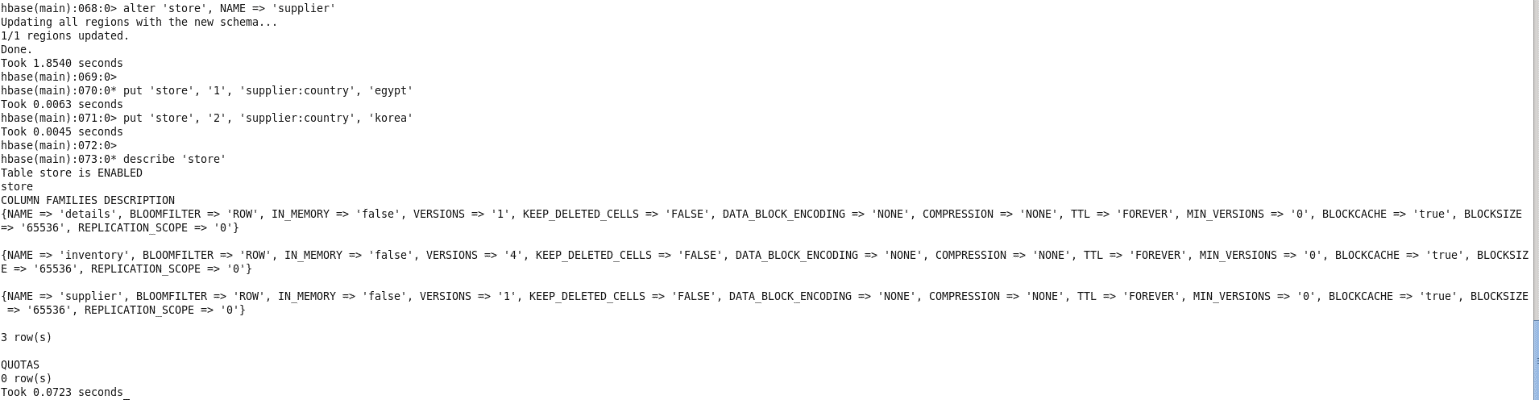 hbase(main):068:0> alter 'store', NAME => 'supplier'
Updating all regions with the new schema...
1/1 regions updated.
Done.
Took 1.8540 seconds
hbase(main):069:0>
hbase(main):070:0* put 'store', '1', 'supplier:country', 'egypt'
Took 0.0063 seconds
hbase(main):071:0> put 'store', '2', 'supplier:country', 'korea'
Took 0.0045 seconds
hbase(main):072:0>
hbase(main):073:0* describe 'store'
Table store is ENABLED
store
COLUMN FAMILIES DESCRIPTION
{NAME => 'details', BLOOMFILTER => 'ROW', IN_MEMORY => 'false', VERSIONS => '1', KEEP_DELETED_CELLS => 'FALSE', DATA_BLOCK_ENCODING => 'NONE', COMPRESSION => 'NONE', TTL => 'FOREVER', MIN_VERSIONS => '0', BLOCKCACHE => 'true', BLOCKSIZE
=> '65536', REPLICATION_SCOPE => '0'}
{NAME => 'inventory', BLOOMFILTER => 'ROW', IN_MEMORY => 'false', VERSIONS => '4', KEEP_DELETED_CELLS => 'FALSE', DATA_BLOCK_ENCODING => 'NONE', COMPRESSION => 'NONE', TTL => 'FOREVER', MIN_VERSIONS => '0', BLOCKCACHE => 'true', BLOCKSIZ
E => '65536', REPLICATION_SCOPE => '0'}
{NAME => 'supplier', BLOOMFILTER => 'ROW', IN_MEMORY => 'false', VERSIONS => '1', KEEP_DELETED_CELLS => 'FALSE', DATA_BLOCK_ENCODING => 'NONE', COMPRESSION => 'NONE', TTL => 'FOREVER', MIN_VERSIONS => '0', BLOCKCACHE => 'true', BLOCKSIZE
 => '65536', REPLICATION_SCOPE => '0'}
3 row(s)
QUOTAS
0 row(s)
Took 0.0723 seconds_